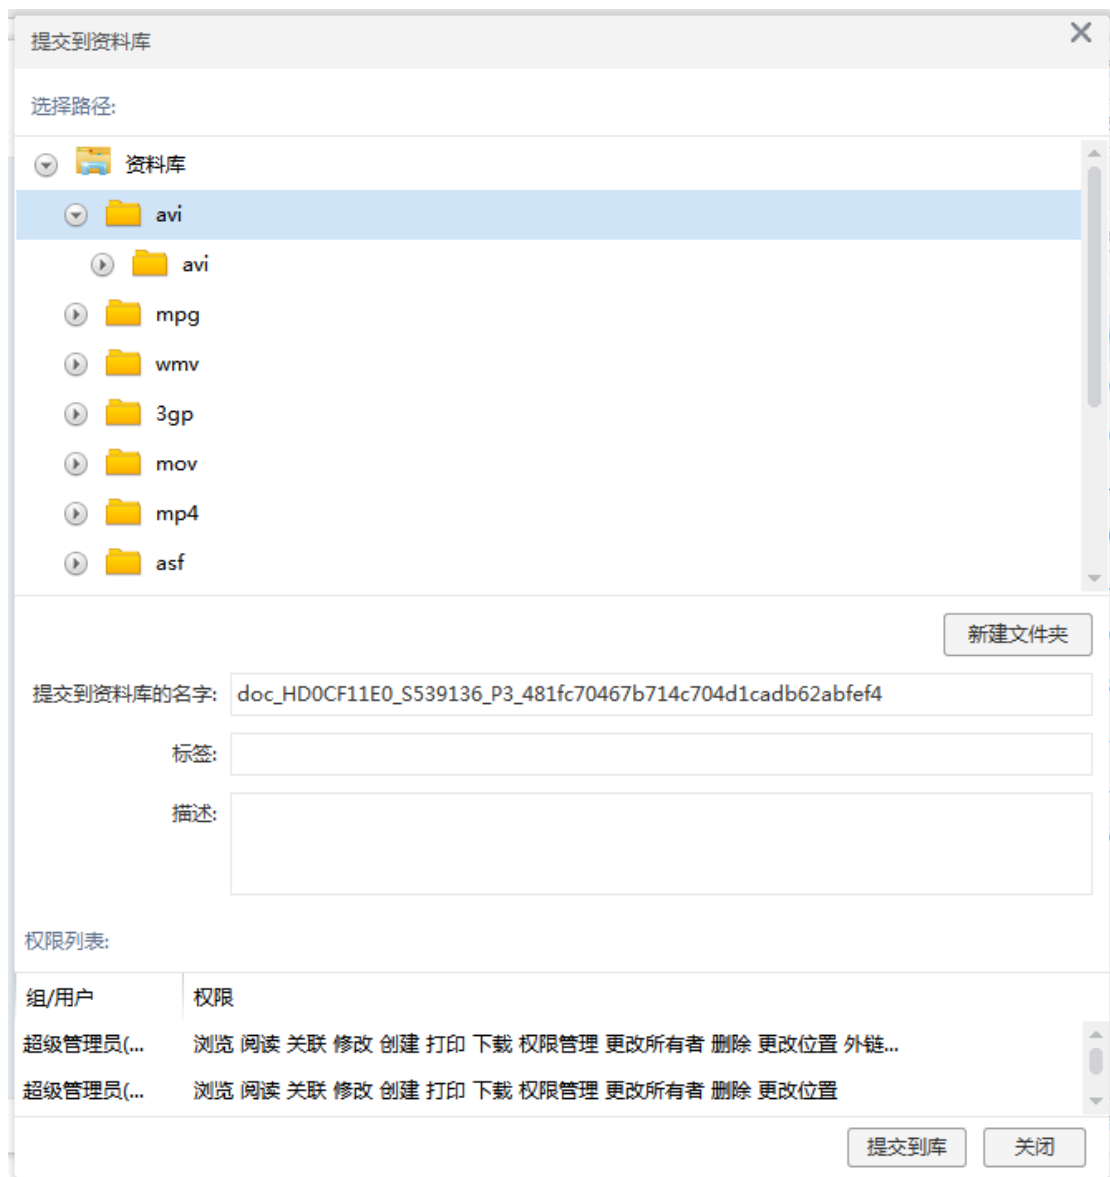 提交到资料库
选择路径:
资料库
avi
avi
mpg
wmv
3gp
mov
mp4
asf
新建文件夹
提交到资料库的名字: doc_HD0CF11E0_S539136_P3_481fc70467b714c704d1cadb62abfef4
标签:
描述:
权限列表:
组/用户 权限
超级管理员(... 浏览 阅读 关联 修改 创建 打印 下载 权限管理 更改所有者 删除 更改位置 外链...
超级管理员(... 浏览 阅读 关联 修改 创建 打印 下载 权限管理 更改所有者 删除 更改位置
提交到库 关闭